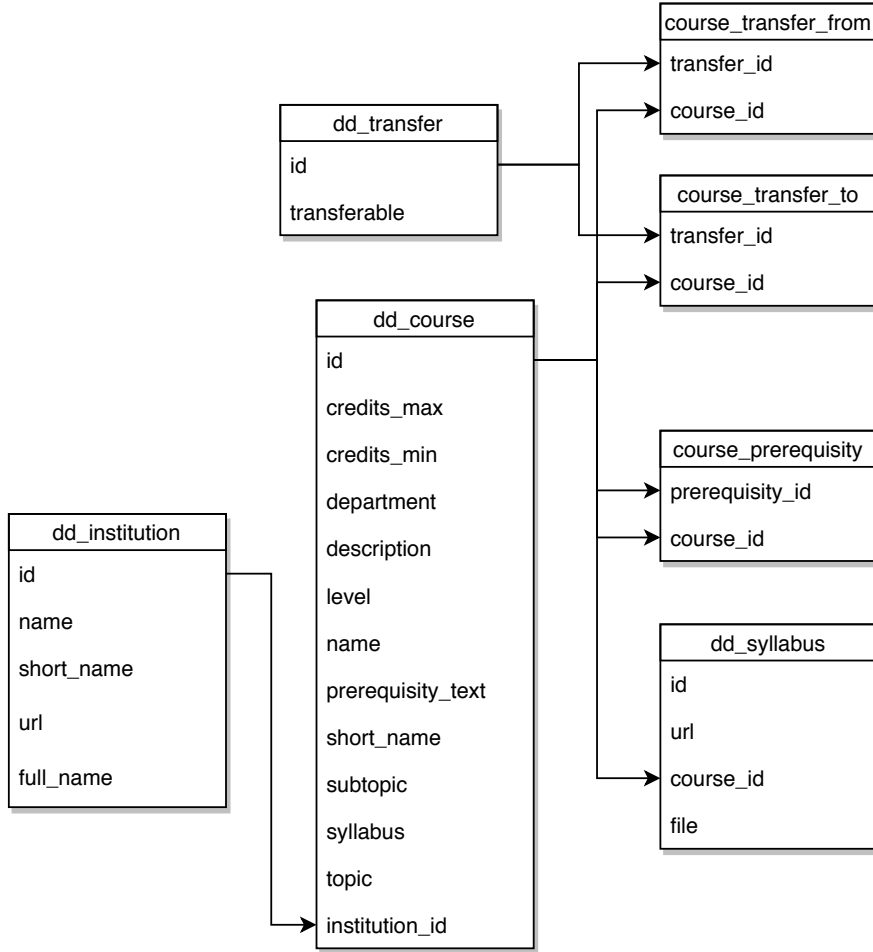 course_transfer_from
transfer_id
course_id
dd_transfer
id
transferable
course_transfer_to
transfer_id
course_id
dd_course
id
credits_max
credits_min
department
description
level
name
prerequisity_text
short_name
subtopic
syllabus
topic
institution_id
course_prerequisity
prerequisity_id
course_id
dd_institution
id
name
short_name
url
full_name
dd_syllabus
id
url
course_id
file